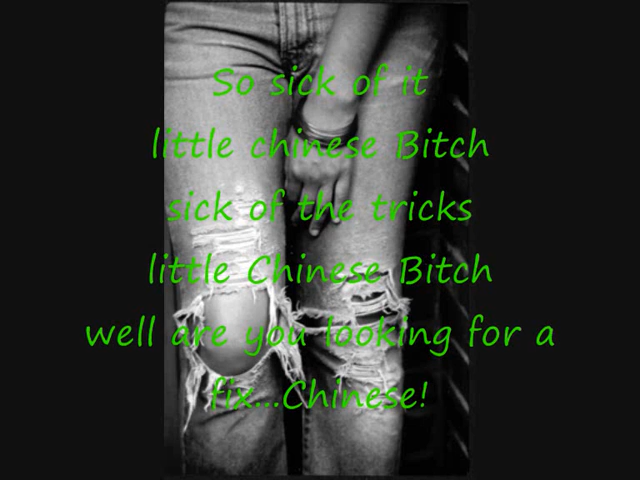 So sick of it
little chinese Bitch
sick of the tricks
little Chinese Bitch
well are you looking for a
fix...Chinese!